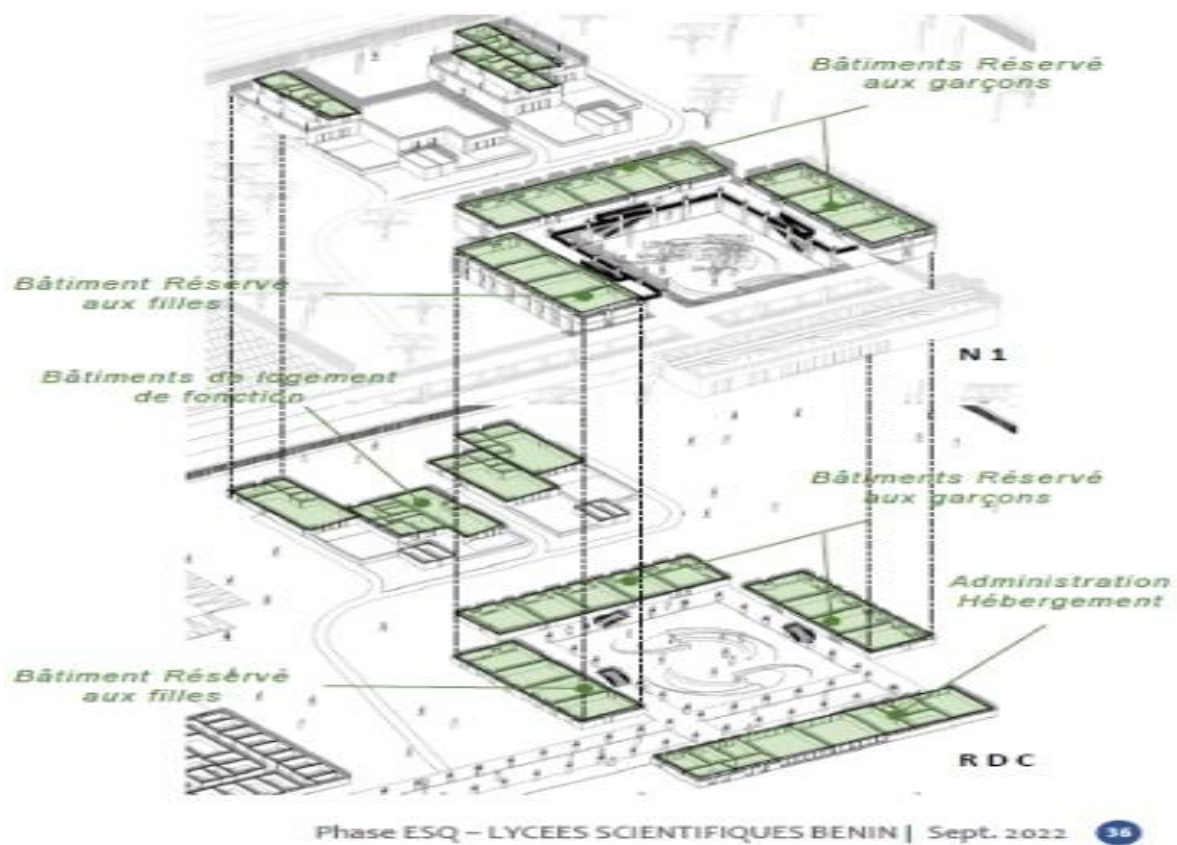 Bâtiments Réservé
aux garçons
Bâtiment Réservé
aux filles
N 1
Bâtiments de logement
de fonction
Bâtiments Réservé
aux garçons
Administration
Hébergement
Bâtiment Réservé
aux filles
R D C
Phase ESQ – LYCEES SCIENTIFIQUES BENIN | Sept. 2022 36